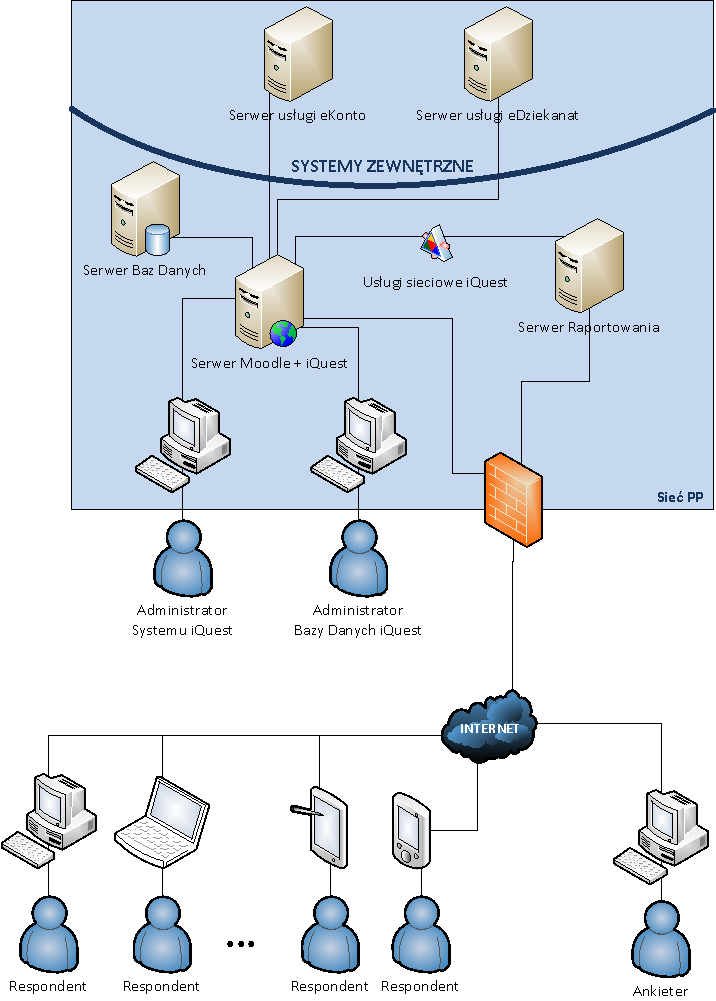 Serwer usługi eKonto
Serwer usługi eDziekanat
SYSTEMY ZEWNĘTRZNE
Serwer Baz Danych
Usługi sieciowe iQuest
Serwer Raportowania
Serwer Moodle + iQuest
Sieć PP
Administrator
Systemu iQuest
Administrator
Bazy Danych iQuest
INTERNET
Respondent
Respondent
...
Respondent
Respondent
Ankieter